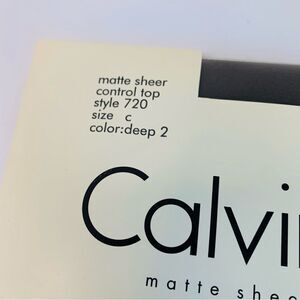 matte sheer
control top
style 720
size c
color:deep 2
Calvi
matte shee